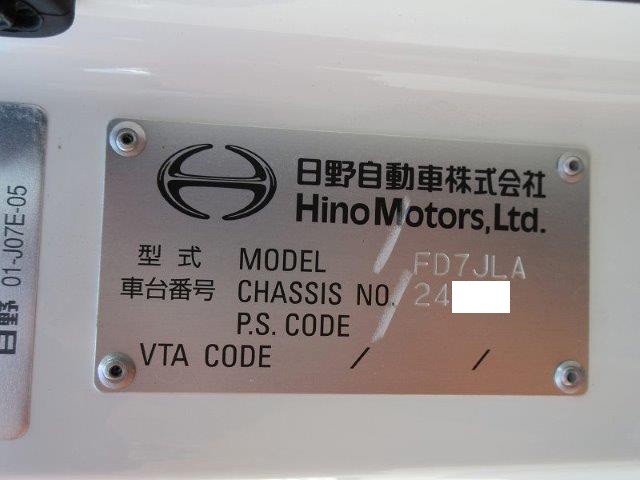 日野自動車株式会社
Hino Motors, Ltd.
型式 MODEL FD7JLA
車台番号 CHASSIS NO. 24
P.S. CODE
VTA CODE / /
日野 01-J07E-05